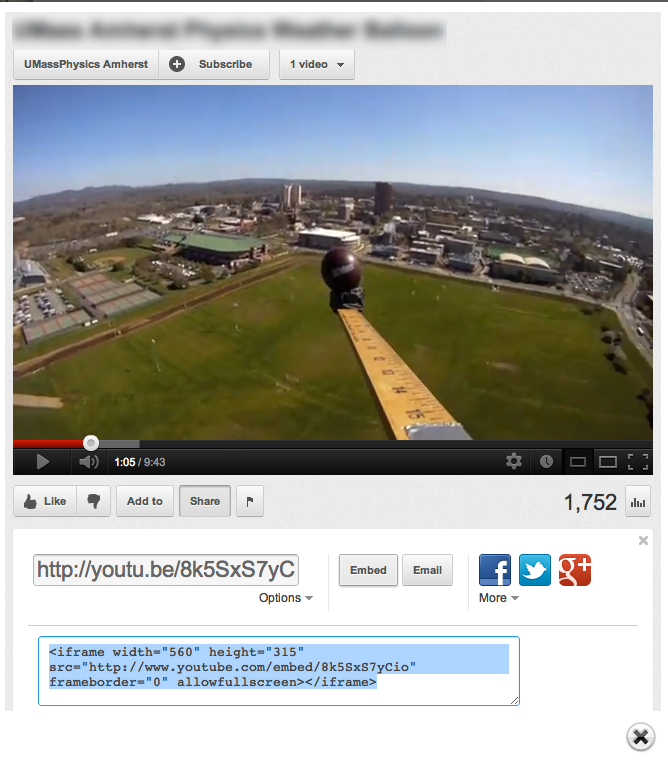 UMassPhysics Amherst
Subscribe
1 video
1:05 / 9:43
Like
Add to
Share
1,752
http://youtu.be/8k5SxS7yC
Embed
Email
Options
More
<iframe width="560" height="315"
src="http://www.youtube.com/embed/8k5SxS7yCio"
frameborder="0" allowfullscreen></iframe>